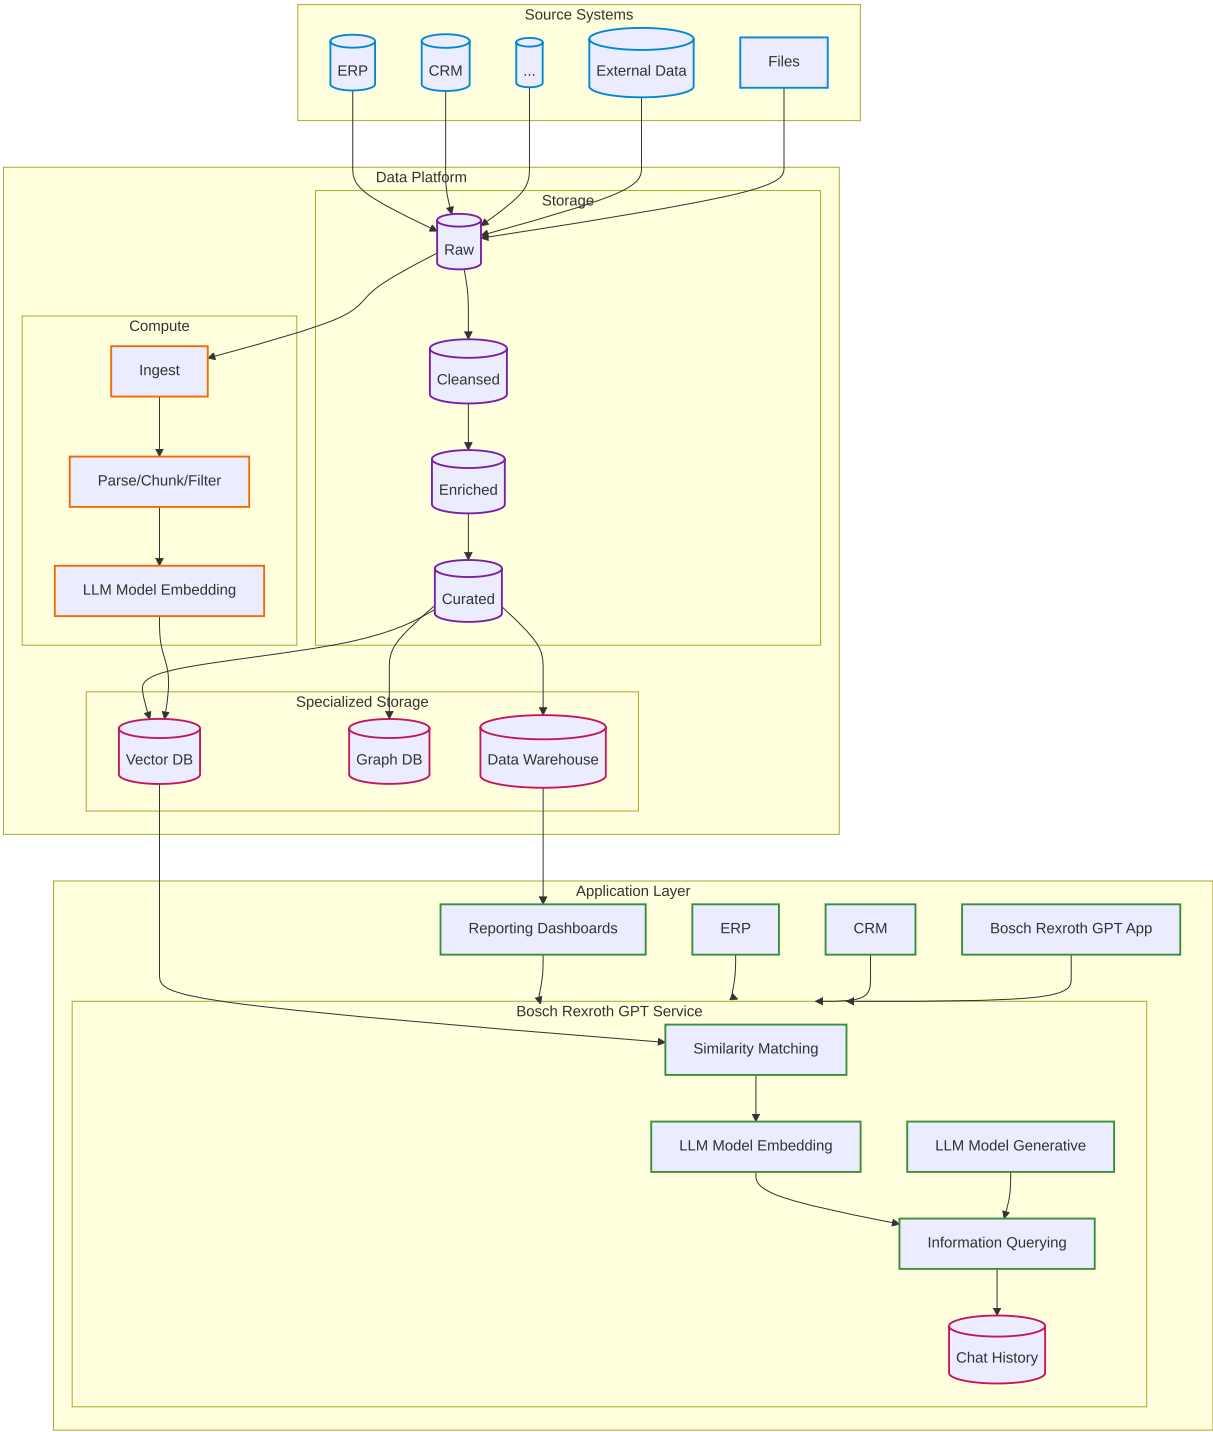 Source Systems
ERP
CRM
...
External Data
Files
Data Platform
Storage
Raw
Compute
Ingest
Cleansed
Parse/Chunk/Filter
Enriched
LLM Model Embedding
Curated
Specialized Storage
Vector DB
Graph DB
Data Warehouse
Application Layer
Reporting Dashboards
ERP
CRM
Bosch Rexroth GPT App
Bosch Rexroth GPT Service
Similarity Matching
LLM Model Embedding
LLM Model Generative
Information Querying
Chat History